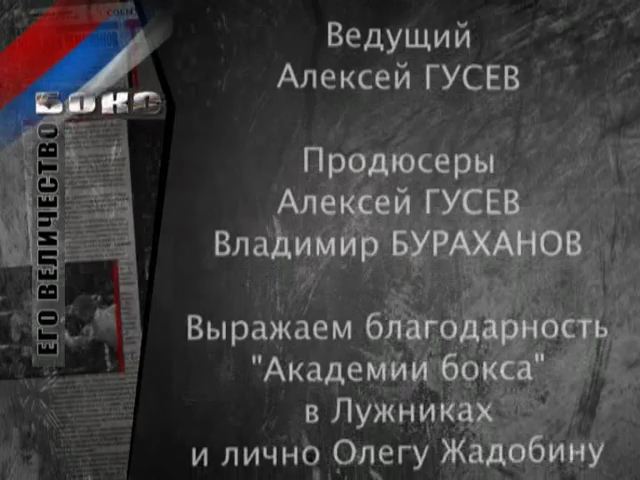 БОКС
ЕГО ВЕЛИЧЕСТВО
Ведущий
Алексей ГУСЕВ
Продюсеры
Алексей ГУСЕВ
Владимир БУРАХАНОВ
Выражаем благодарность
"Академии бокса"
в Лужниках
и лично Олегу Жадобину